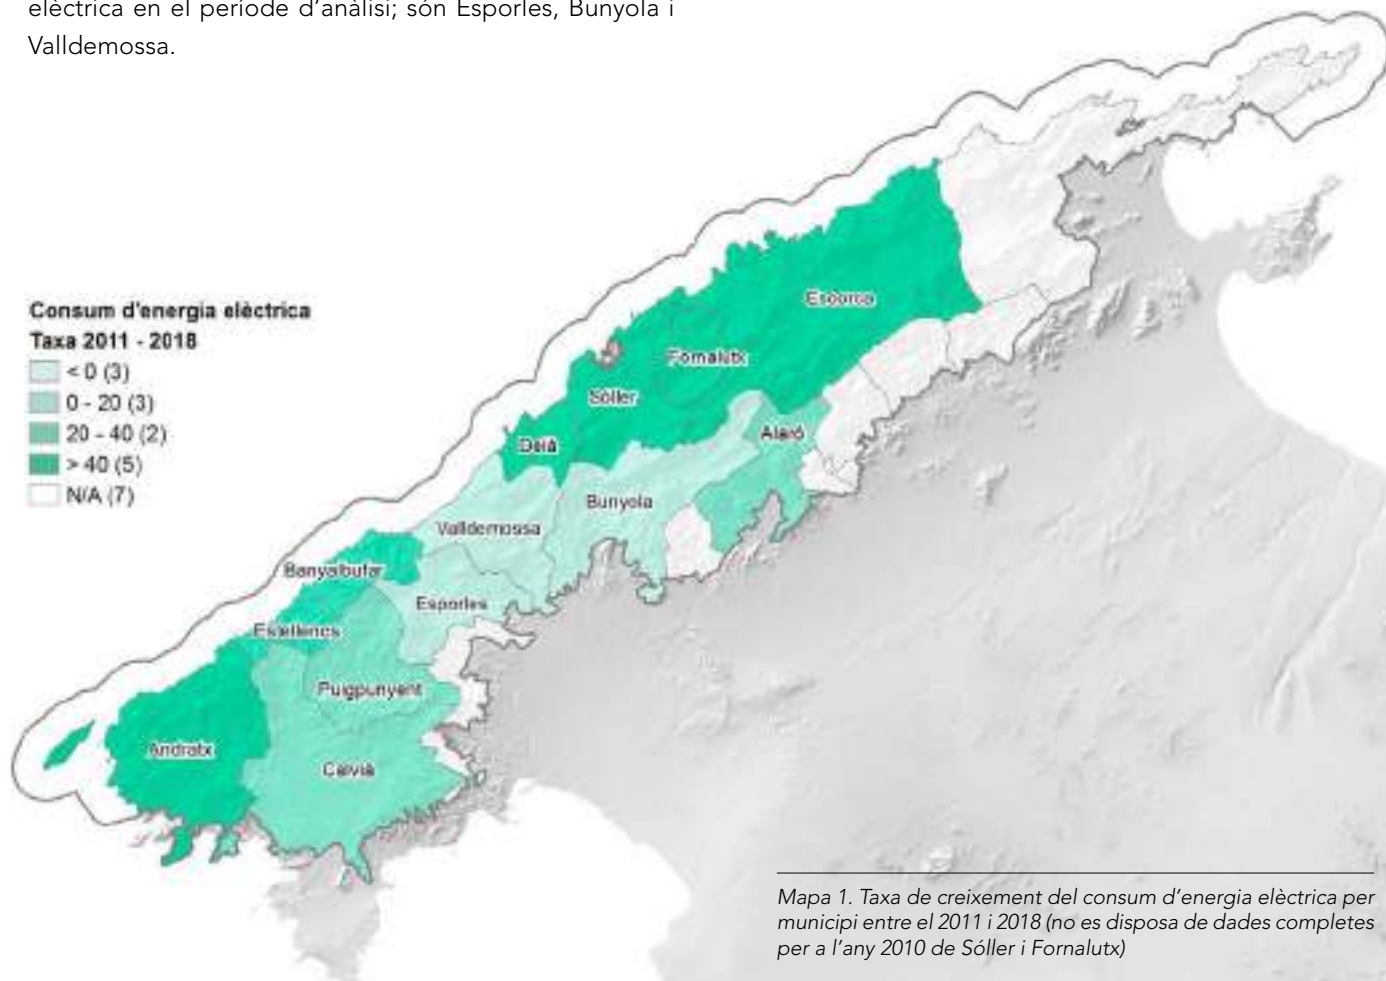 elèctrica en el període d’anàlisi; són Esporles, Bunyola i
Valldemossa.
Consum d'energia elèctrica
Taxa 2011 - 2018
< 0 (3)
0 - 20 (3)
20 - 40 (2)
> 40 (5)
N/A (7)
Escorca
Fornalutx
Sóller
Deià
Alaró
Bunyola
Valldemossa
Banyalbufar
Esporles
Estellencs
Puigpunyent
Andratx
Calvià
Mapa 1. Taxa de creixement del consum d’energia elèctrica per
municipi entre el 2011 i 2018 (no es disposa de dades completes
per a l’any 2010 de Sóller i Fornalutx)